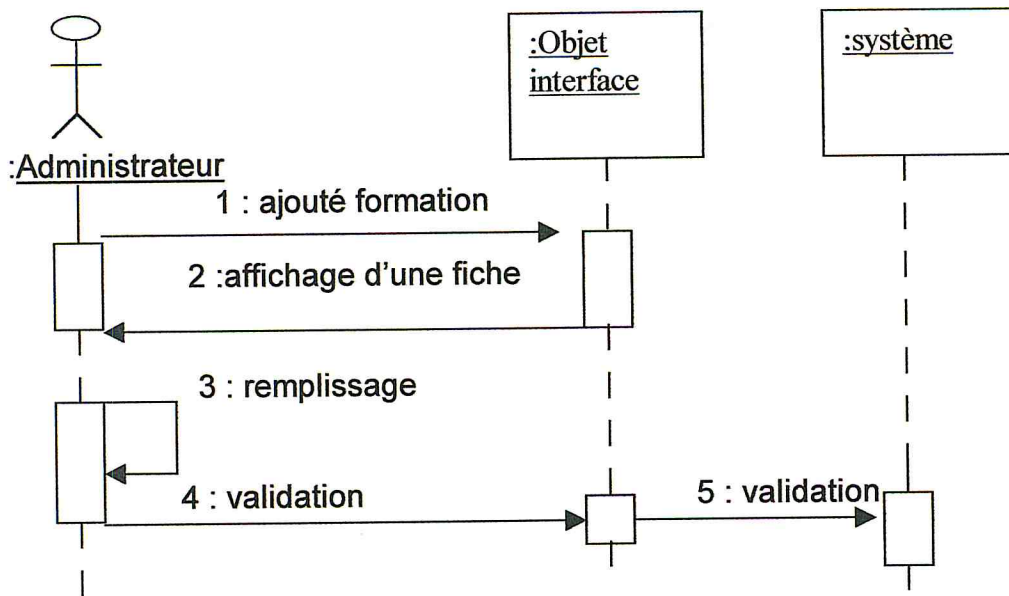 :Objet
interface
:système
:Administrateur
1 : ajouté formation
2 :affichage d'une fiche
3 : remplissage
4 : validation
5 : validation